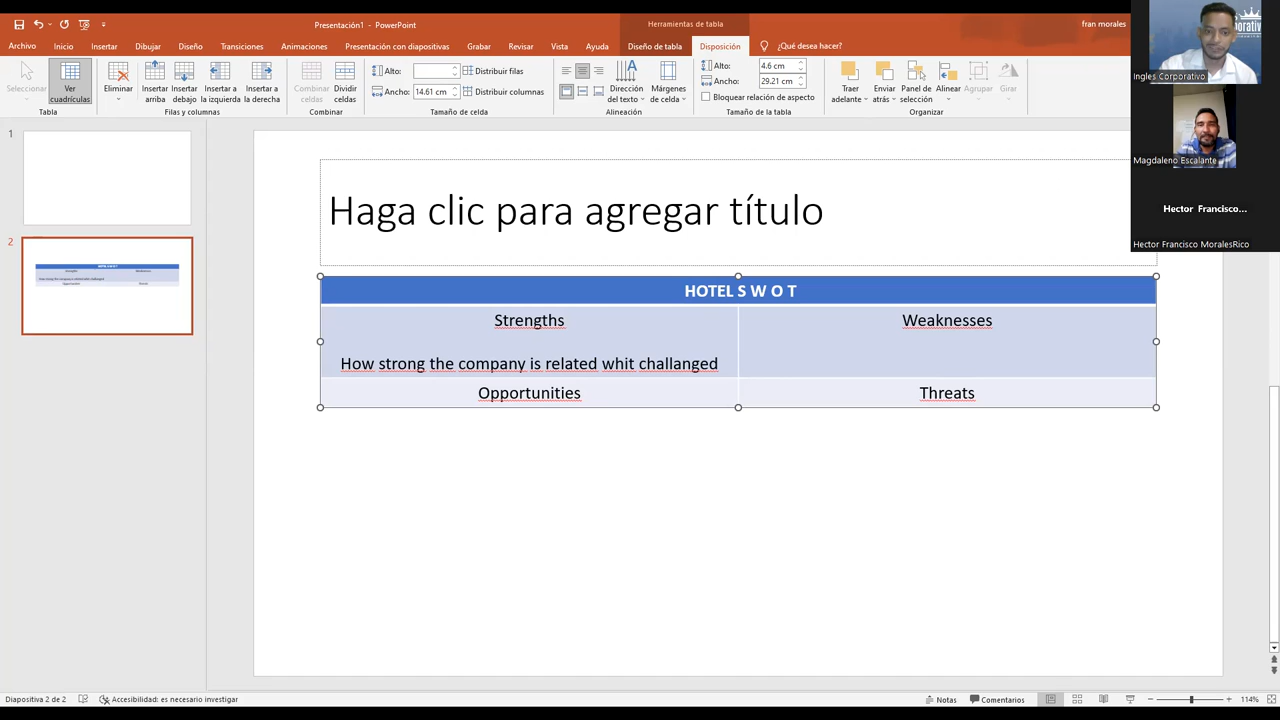 Presentación1 - PowerPoint
Herramientas de tabla
fran morales
Archivo Inicio Insertar Dibujar Diseño Transiciones Animaciones Presentación con diapositivas Grabar Revisar Vista Ayuda Diseño de tabla Disposición ¿Qué desea hacer?
Seleccionar
Ver cuadrículas
Eliminar
Insertar arriba
Insertar debajo
Insertar a la izquierda
Insertar a la derecha
Combinar celdas
Dividir celdas
Alto:
Ancho: 14.61 cm
Distribuir filas
Distribuir columnas
Dirección del texto
Márgenes de celda
Alto: 4.6 cm
Ancho: 29.21 cm
Bloquear relación de aspecto
Traer adelante
Enviar atrás
Panel de selección
Alinear
Agrupar
Girar
Tabla
Filas y columnas
Combinar
Tamaño de celda
Alineación
Tamaño de la tabla
Organizar
Ingles Corporativo
Magdaleno Escalante
Hector Francisco...
Hector Francisco MoralesRico
1
2
Haga clic para agregar título
HOTEL S W O T
Strengths
Weaknesses
How strong the company is related whit challanged
Opportunities
Threats
Diapositiva 2 de 2
Accesibilidad: es necesario investigar
Notas
Comentarios
114%